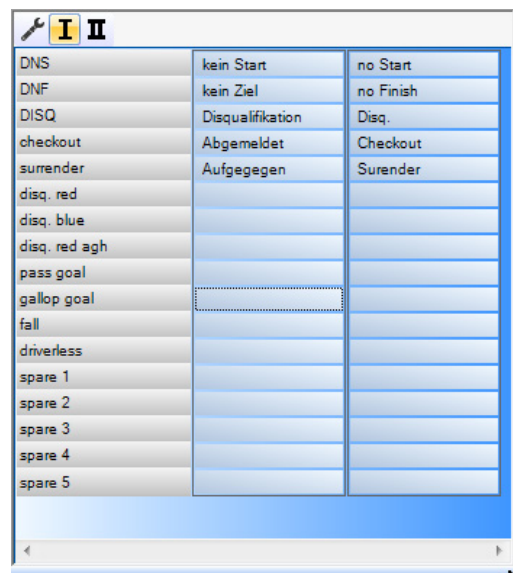 I II
DNS kein Start no Start
DNF kein Ziel no Finish
DISQ Disqualifikation Disq.
checkout Abgemeldet Checkout
surrender Aufgegegen Surender
disq. red
disq. blue
disq. red agh
pass goal
gallop goal
fall
driverless
spare 1
spare 2
spare 3
spare 4
spare 5